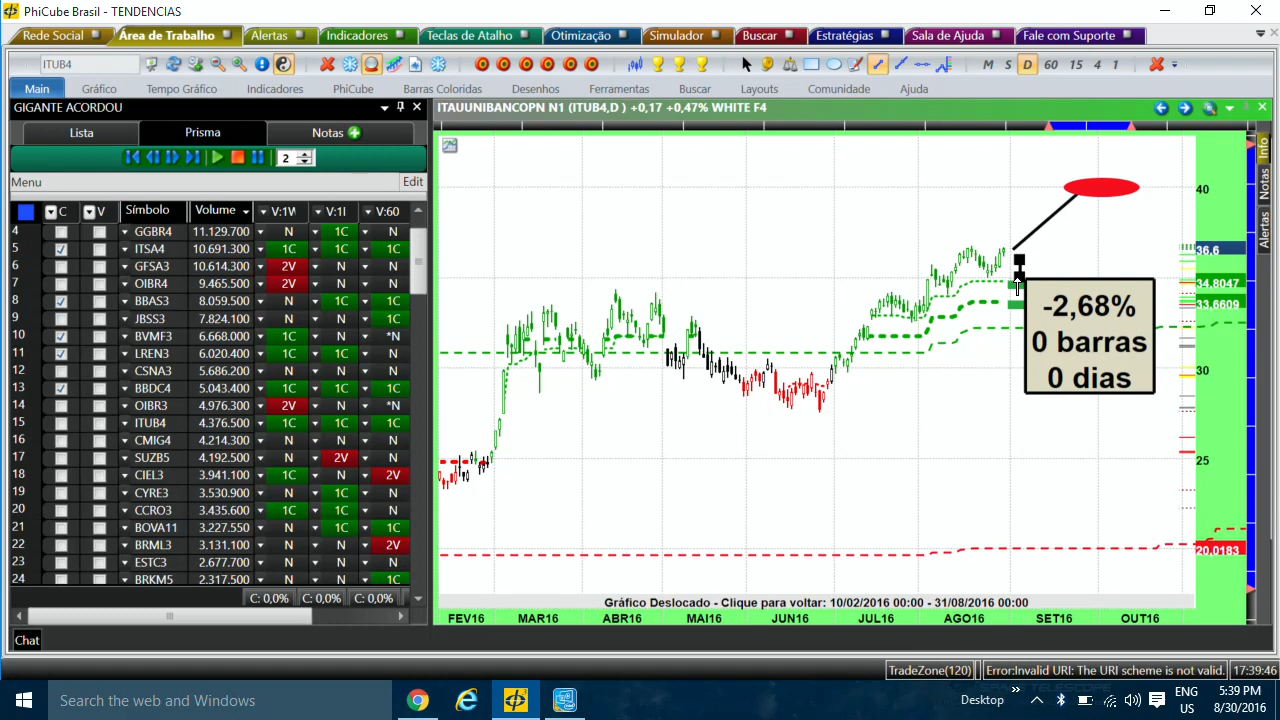 PhiCube Brasil - TENDENCIAS
Rede Social Área de Trabalho Alertas Indicadores Teclas de Atalho Otimização Simulador Buscar Estratégias Sala de Ajuda Fale com Suporte
ITUB4 M S D 60 15 4 1
Main Gráfico Tempo Gráfico Indicadores PhiCube Barras Coloridas Desenhos Ferramentas Buscar Layouts Comunidade Ajuda
GIGANTE ACORDOU
Lista Prisma Notas
2
Menu Edit
C V Símbolo Volume V:1W V:1I V:60
4 GGBR4 11.129.700 N 1C N
5 ITSA4 10.691.300 1C 1C 1C
6 GFSA3 10.614.300 2V N N
7 OIBR4 9.465.500 2V N N
8 BBAS3 8.059.500 N 1C 1C
9 JBSS3 7.824.100 N N 1C
10 BVMF3 6.668.000 1C 1C *N
11 LREN3 6.020.400 1C 1C N
12 CSNA3 5.686.200 N N N
13 BBDC4 5.043.400 1C 1C 1C
14 OIBR3 4.976.300 2V N *N
15 ITUB4 4.376.500 1C 1C 1C
16 CMIG4 4.214.300 N N N
17 SUZB5 4.192.500 N 2V N
18 CIEL3 3.941.100 1C N 2V
19 CYRE3 3.530.900 N 1C N
20 CCRO3 3.435.600 1C 1C N
21 BOVA11 3.227.550 N 1C 1C
22 BRML3 3.131.100 N N 2V
23 ESTC3 2.677.700 N N N
24 BRKM5 2.317.500 N N 1C
C: 0,0% C: 0,0% C: 0,0%
Chat
ITAUUNIBANCOPN N1 (ITUB4,D ) +0,17 +0,47% WHITE F4
40
36.6
34.8047
33.6609
30
25
20.0183
-2,68%
0 barras
0 dias
Gráfico Deslocado - Clique para voltar: 10/02/2016 00:00 - 31/08/2016 00:00
FEV16 MAR16 ABR16 MAI16 JUN16 JUL16 AGO16 SET16 OUT16
Info
Notas
Alertas
TradeZone(120) Error:Invalid URI: The URI scheme is not valid. 17:39:46
Search the web and Windows
Desktop
ENG
US
5:39 PM
8/30/2016